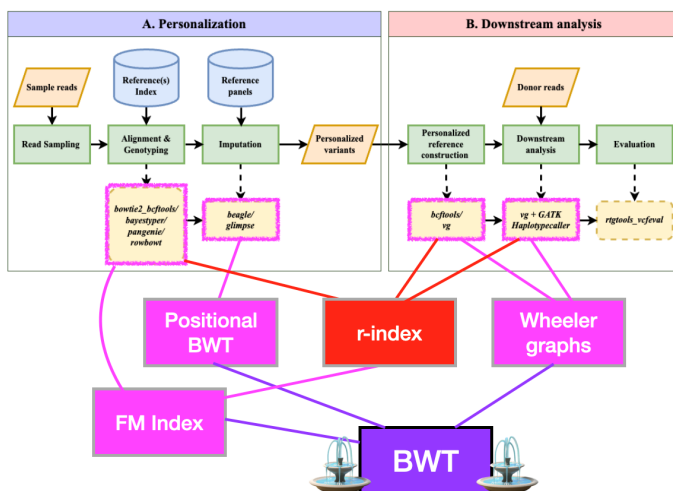 A. Personalization
B. Downstream analysis
Sample reads
Reference(s)
Index
Reference
panels
Donor reads
Read Sampling
Alignment &
Genotyping
Imputation
Personalized
variants
Personalized
reference
construction
Downstream
analysis
Evaluation
bowtie2_bcftools/
bayestyper/
pangenie/
rowbowt
beagle/
glimpse
bcftools/
vg
vg + GATK
Haplotypecaller
rtgtools_vcfeval
Positional
BWT
r-index
Wheeler
graphs
FM Index
BWT